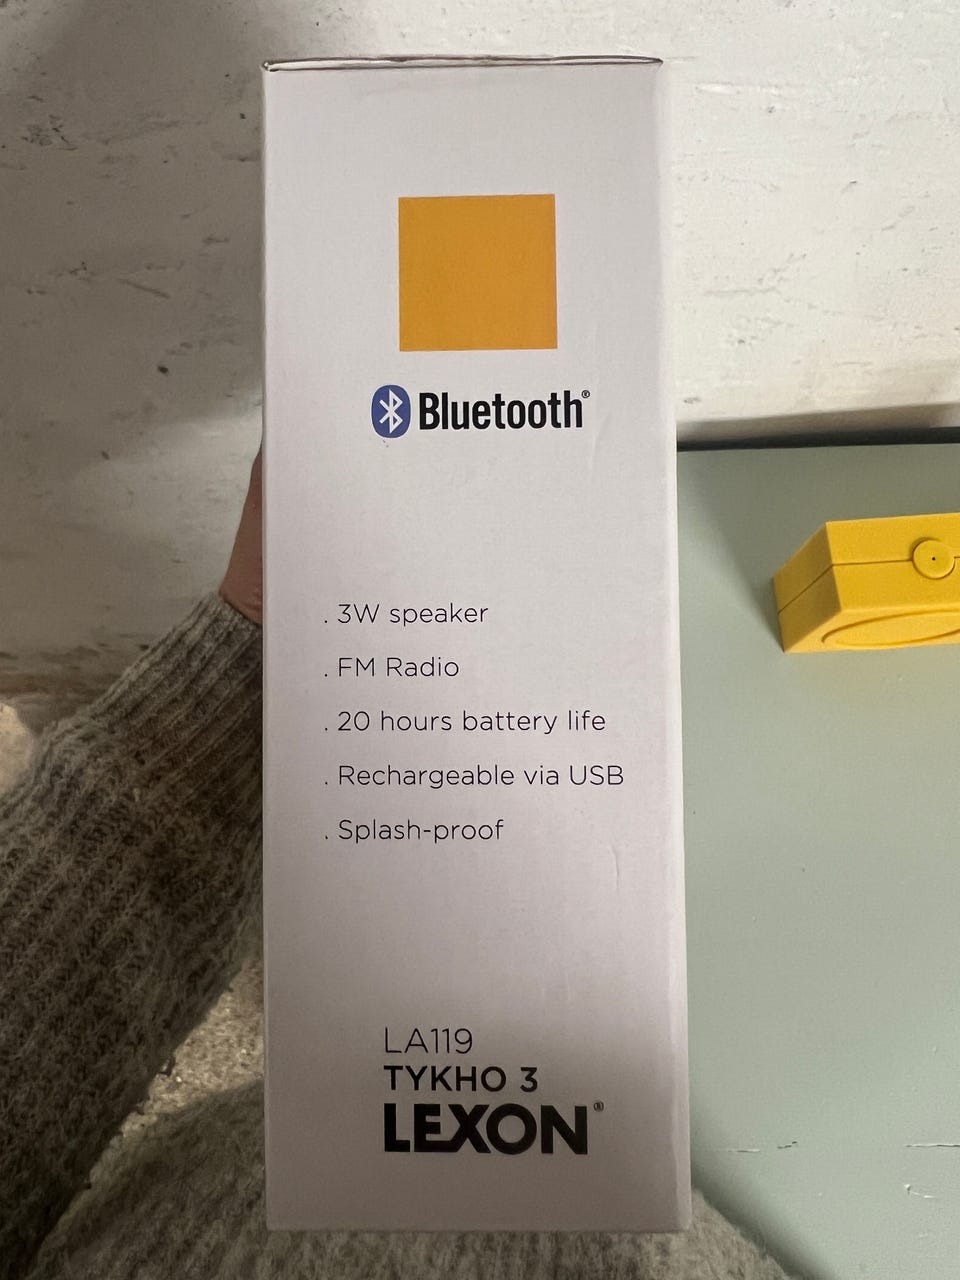 Bluetooth®
. 3W speaker
. FM Radio
. 20 hours battery life
. Rechargeable via USB
. Splash-proof
LA119
TYKHO 3
LEXON®